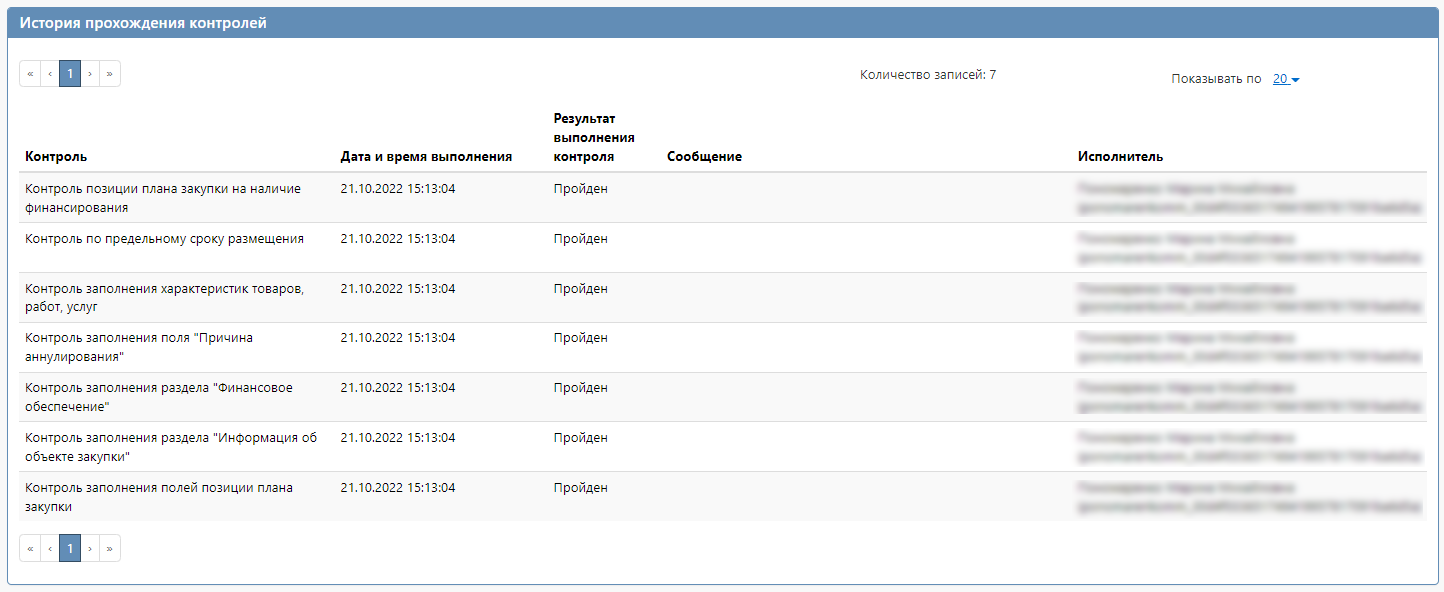 История прохождения контролей
« ‹ 1 › »
Количество записей: 7
Показывать по 20
Контроль
Дата и время выполнения
Результат
выполнения
контроля
Сообщение
Исполнитель
Контроль позиции плана закупки на наличие
финансирования
21.10.2022 15:13:04
Пройден
Контроль по предельному сроку размещения
21.10.2022 15:13:04
Пройден
Контроль заполнения характеристик товаров,
работ, услуг
21.10.2022 15:13:04
Пройден
Контроль заполнения поля "Причина
аннулирования"
21.10.2022 15:13:04
Пройден
Контроль заполнения раздела "Финансовое
обеспечение"
21.10.2022 15:13:04
Пройден
Контроль заполнения раздела "Информация об
объекте закупки"
21.10.2022 15:13:04
Пройден
Контроль заполнения полей позиции плана
закупки
21.10.2022 15:13:04
Пройден
« ‹ 1 › »